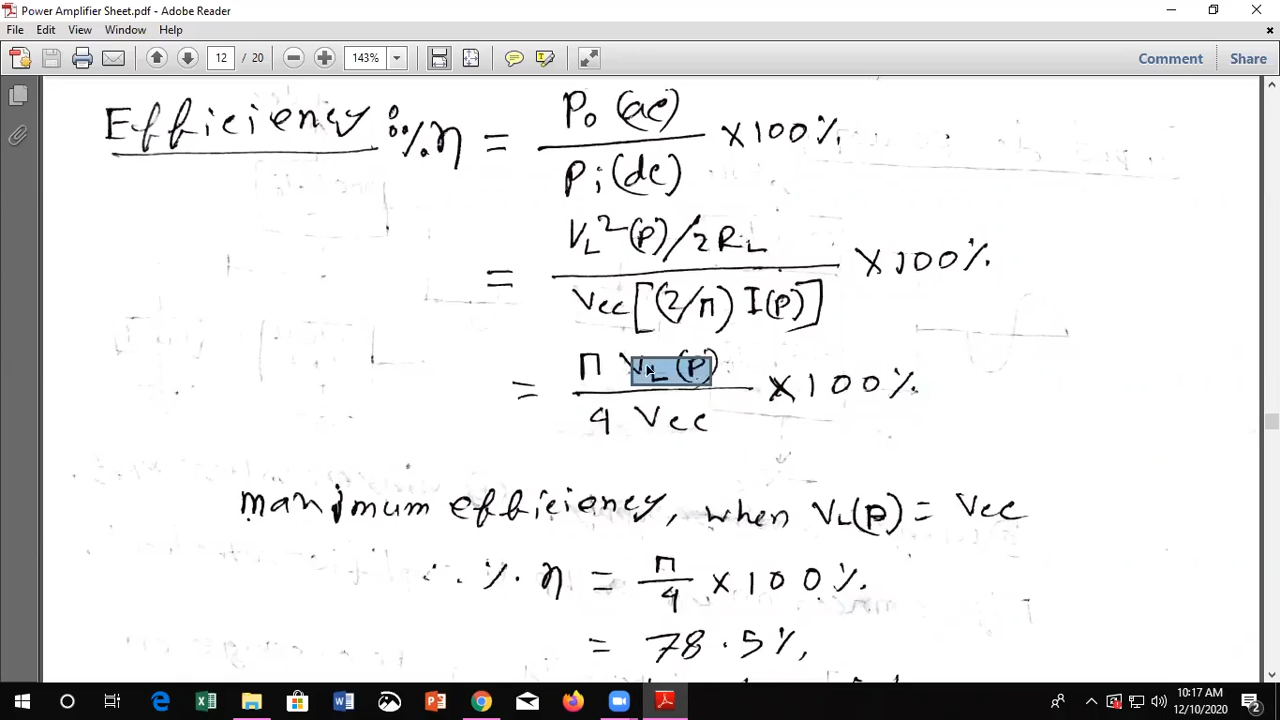 Power Amplifier Sheet.pdf - Adobe Reader
File Edit View Window Help
12 / 20 143% Comment Share
Efficiency : % η = Po (ac) / Pi (dc) × 100 %
= VL²(p)/2RL / Vcc[(2/π) I(p)] × 100 %
= π VL(p) / 4 Vcc × 100 %
maximum efficiency, when VL(p) = Vcc
∴ % η = π / 4 × 100 %
= 78.5 %,
10:17 AM
12/10/2020
2